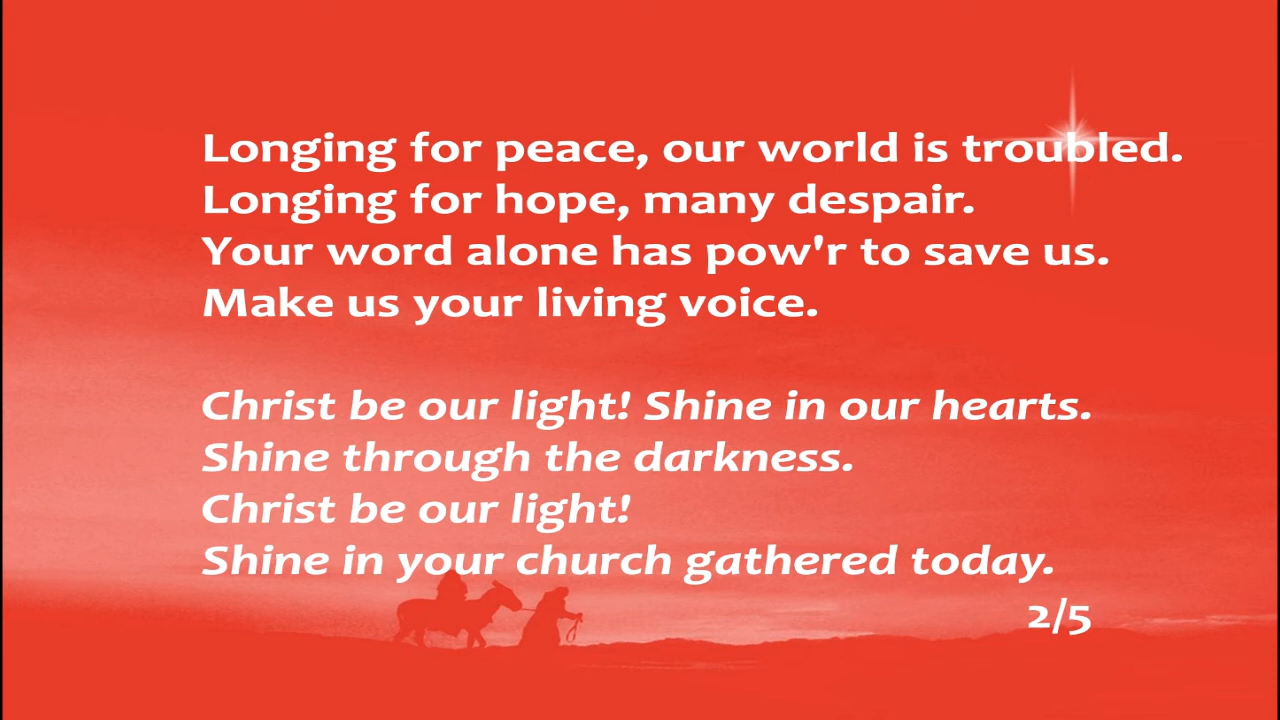 Longing for peace, our world is troubled.
Longing for hope, many despair.
Your word alone has pow'r to save us.
Make us your living voice.
Christ be our light! Shine in our hearts.
Shine through the darkness.
Christ be our light!
Shine in your church gathered today.
2/5